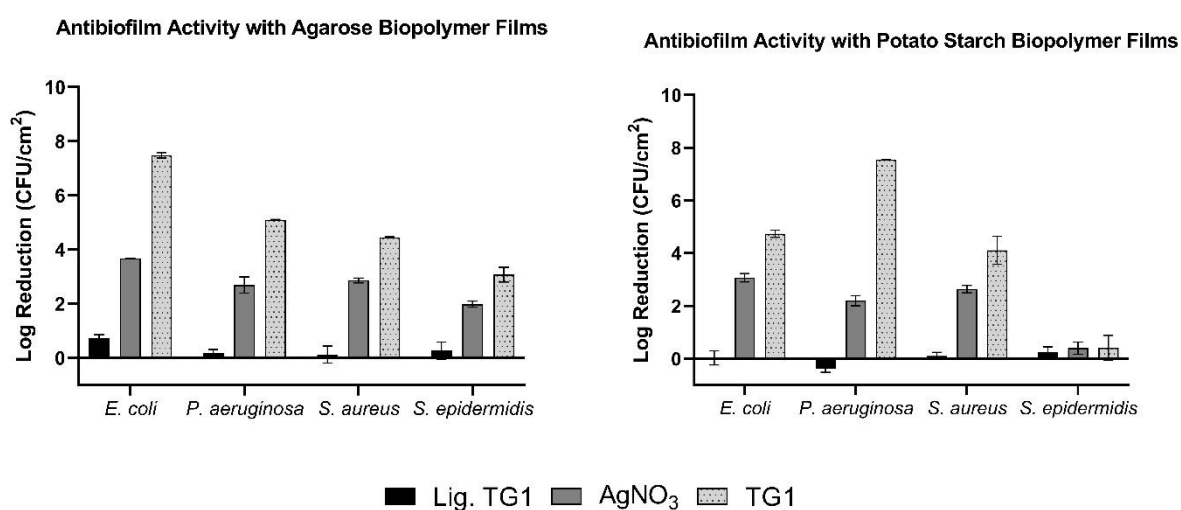 Antibiofilm Activity with Agarose Biopolymer Films
Log Reduction (CFU/cm²)
10
8
6
4
2
0
E. coli P. aeruginosa S. aureus S. epidermidis
Antibiofilm Activity with Potato Starch Biopolymer Films
Log Reduction (CFU/cm²)
10
8
6
4
2
0
E. coli P. aeruginosa S. aureus S. epidermidis
Lig. TG1 AgNO₃ TG1